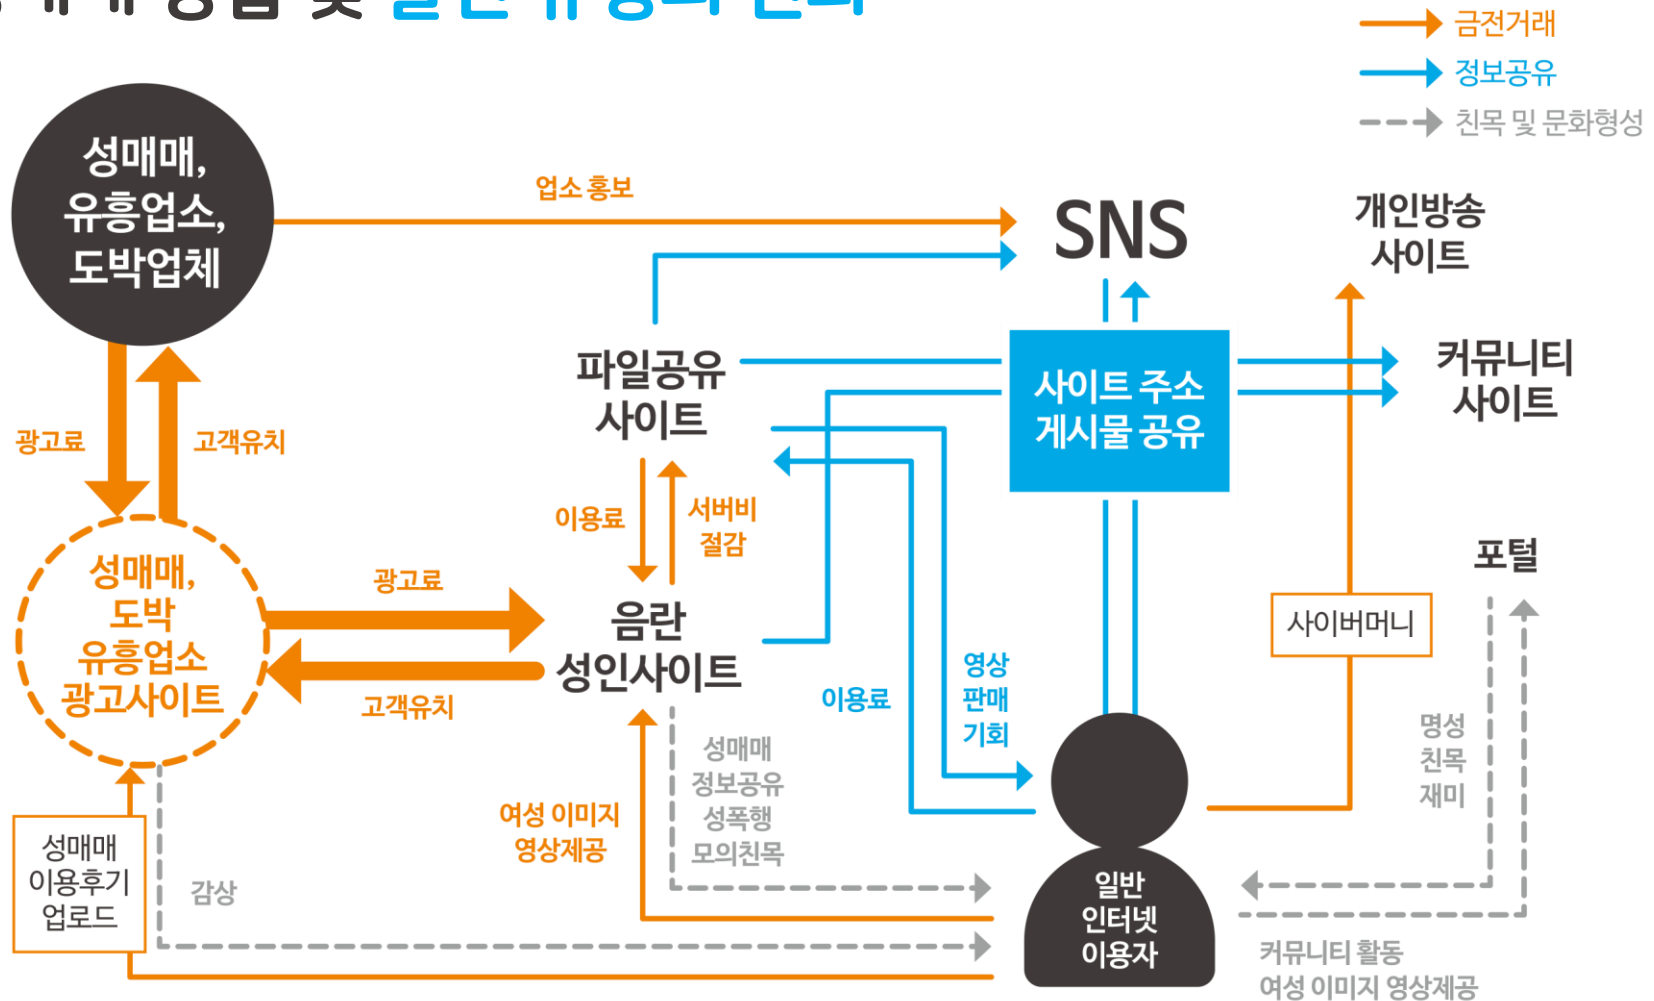 금전거래
정보공유
친목 및 문화형성
성매매,
유흥업소,
도박업체
업소 홍보
SNS
개인방송
사이트
파일공유
사이트
사이트 주소
게시물 공유
커뮤니티
사이트
광고료
고객유치
이용료
서버비
절감
포털
성매매,
도박
유흥업소
광고사이트
광고료
고객유치
음란
성인사이트
사이버머니
이용료
영상
판매
기회
명성
친목
재미
성매매
정보공유
성폭행
모의친목
여성 이미지
영상제공
성매매
이용후기
업로드
감상
일반
인터넷
이용자
커뮤니티 활동
여성 이미지 영상제공